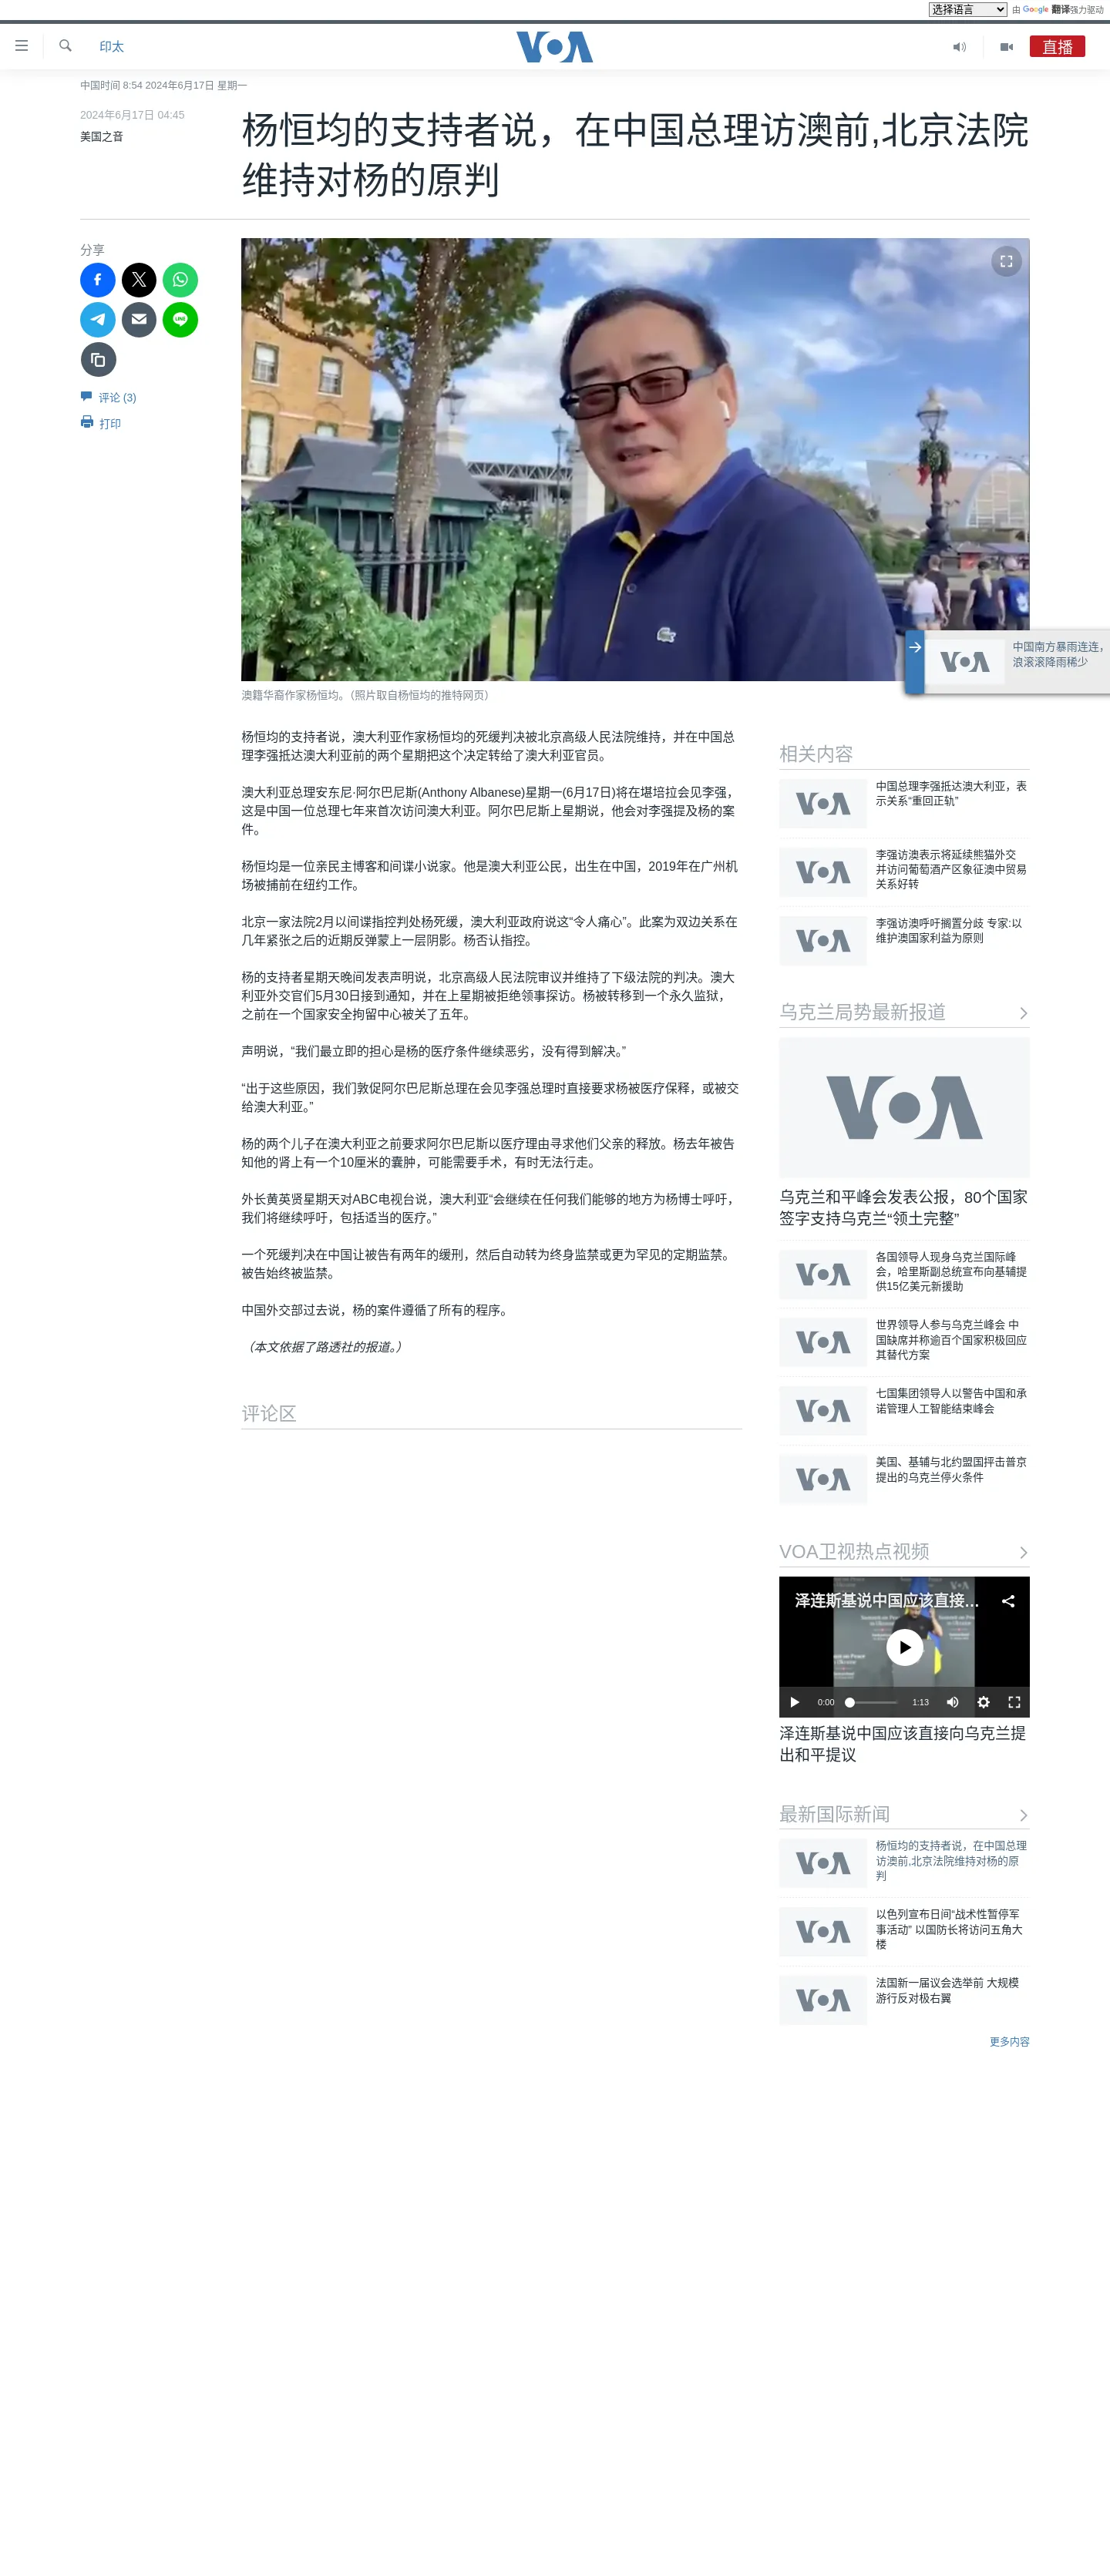 选择语言 由 Google 翻译强力驱动
印太
VOA
直播
中国时间 8:54 2024年6月17日 星期一
2024年6月17日 04:45
美国之音
杨恒均的支持者说，在中国总理访澳前,北京法院
维持对杨的原判
分享
评论 (3)
打印
中国南方暴雨连连，
浪滚滚降雨稀少
VOA
澳籍华裔作家杨恒均。（照片取自杨恒均的推特网页）
杨恒均的支持者说，澳大利亚作家杨恒均的死缓判决被北京高级人民法院维持，并在中国总
理李强抵达澳大利亚前的两个星期把这个决定转给了澳大利亚官员。
澳大利亚总理安东尼·阿尔巴尼斯(Anthony Albanese)星期一(6月17日)将在堪培拉会见李强，
这是中国一位总理七年来首次访问澳大利亚。阿尔巴尼斯上星期说，他会对李强提及杨的案
件。
杨恒均是一位亲民主博客和间谍小说家。他是澳大利亚公民，出生在中国，2019年在广州机
场被捕前在纽约工作。
北京一家法院2月以间谍指控判处杨死缓，澳大利亚政府说这“令人痛心”。此案为双边关系在
几年紧张之后的近期反弹蒙上一层阴影。杨否认指控。
杨的支持者星期天晚间发表声明说，北京高级人民法院审议并维持了下级法院的判决。澳大
利亚外交官们5月30日接到通知，并在上星期被拒绝领事探访。杨被转移到一个永久监狱，
之前在一个国家安全拘留中心被关了五年。
声明说，“我们最立即的担心是杨的医疗条件继续恶劣，没有得到解决。”
“出于这些原因，我们敦促阿尔巴尼斯总理在会见李强总理时直接要求杨被医疗保释，或被交
给澳大利亚。”
杨的两个儿子在澳大利亚之前要求阿尔巴尼斯以医疗理由寻求他们父亲的释放。杨去年被告
知他的肾上有一个10厘米的囊肿，可能需要手术，有时无法行走。
外长黄英贤星期天对ABC电视台说，澳大利亚“会继续在任何我们能够的地方为杨博士呼吁，
我们将继续呼吁，包括适当的医疗。”
一个死缓判决在中国让被告有两年的缓刑，然后自动转为终身监禁或更为罕见的定期监禁。
被告始终被监禁。
中国外交部过去说，杨的案件遵循了所有的程序。
（本文依据了路透社的报道。）
评论区
相关内容
VOA
中国总理李强抵达澳大利亚，表
示关系“重回正轨”
VOA
李强访澳表示将延续熊猫外交
并访问葡萄酒产区象征澳中贸易
关系好转
VOA
李强访澳呼吁搁置分歧 专家:以
维护澳国家利益为原则
乌克兰局势最新报道
VOA
乌克兰和平峰会发表公报，80个国家
签字支持乌克兰“领土完整”
VOA
各国领导人现身乌克兰国际峰
会，哈里斯副总统宣布向基辅提
供15亿美元新援助
VOA
世界领导人参与乌克兰峰会 中
国缺席并称逾百个国家积极回应
其替代方案
VOA
七国集团领导人以警告中国和承
诺管理人工智能结束峰会
VOA
美国、基辅与北约盟国抨击普京
提出的乌克兰停火条件
VOA卫视热点视频
泽连斯基说中国应该直接...
0:00 1:13
泽连斯基说中国应该直接向乌克兰提
出和平提议
最新国际新闻
VOA
杨恒均的支持者说，在中国总理
访澳前,北京法院维持对杨的原
判
VOA
以色列宣布日间“战术性暂停军
事活动” 以国防长将访问五角大
楼
VOA
法国新一届议会选举前 大规模
游行反对极右翼
更多内容